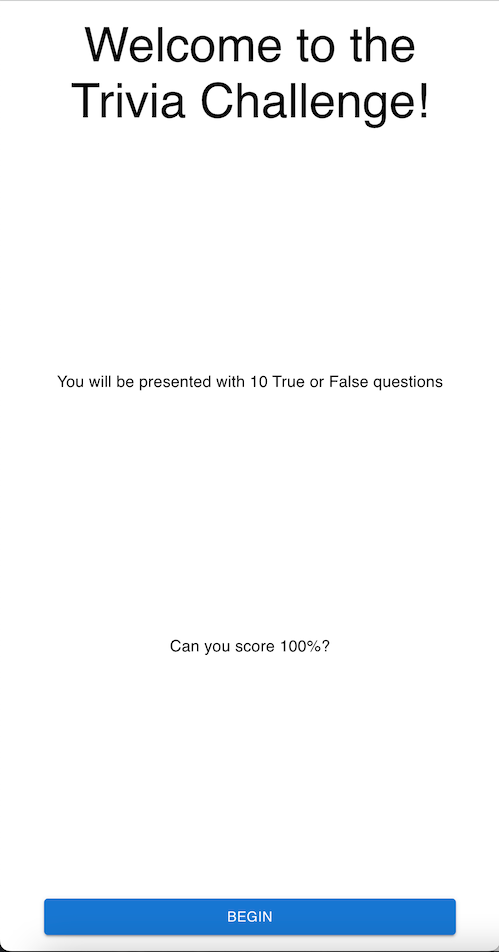 Welcome to the
Trivia Challenge!
You will be presented with 10 True or False questions
Can you score 100%?
BEGIN